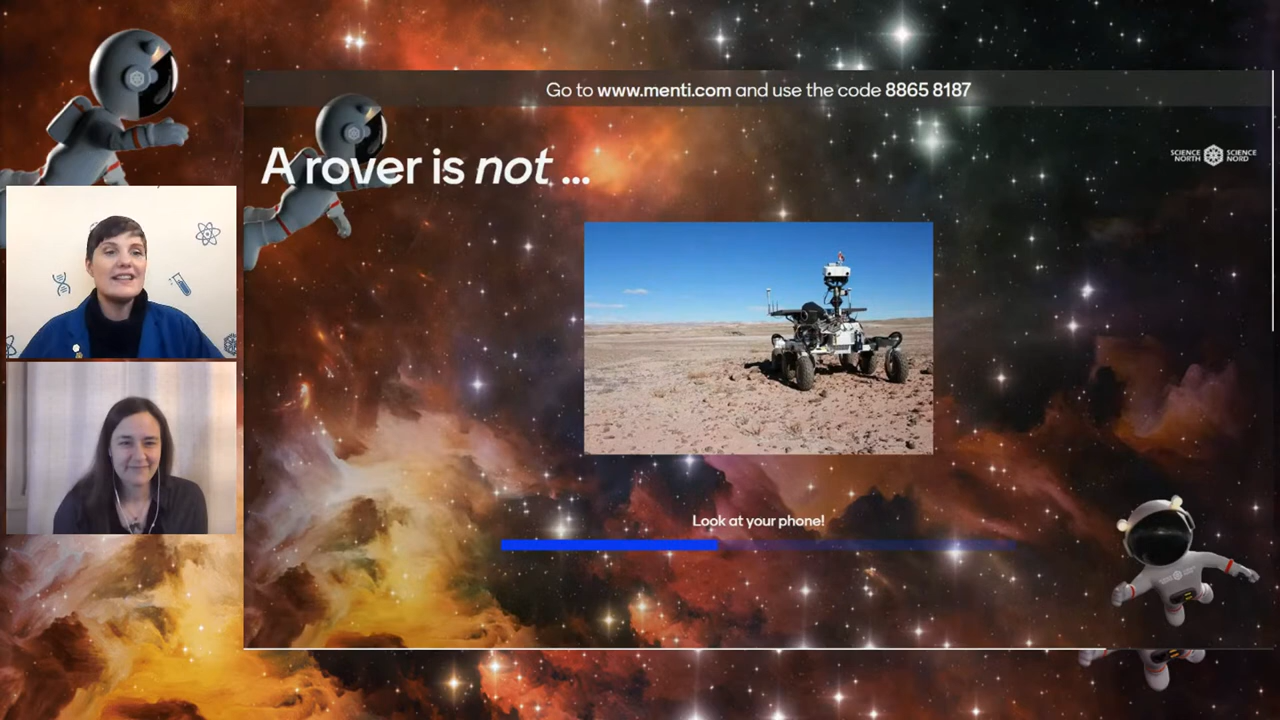 Go to www.menti.com and use the code 8865 8187
A rover is not ...
SCIENCE NORTH
SCIENCE NORD
Look at your phone!